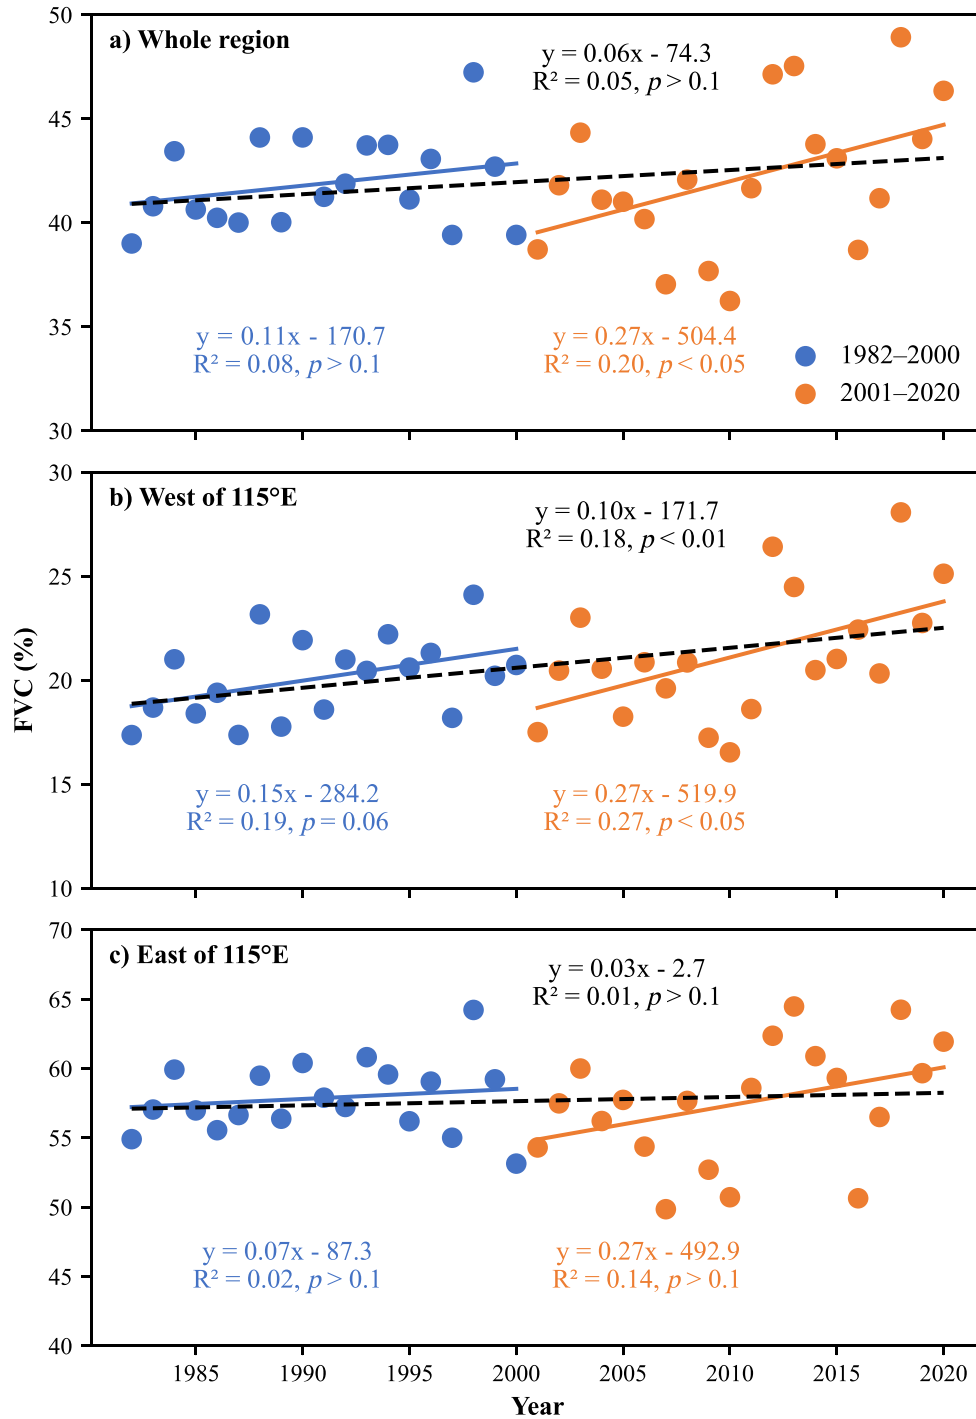 a) Whole region
y = 0.06x - 74.3
R² = 0.05, p > 0.1
50
45
40
35
30
y = 0.11x - 170.7
R² = 0.08, p > 0.1
y = 0.27x - 504.4
R² = 0.20, p < 0.05
1982–2000
2001–2020
b) West of 115°E
y = 0.10x - 171.7
R² = 0.18, p < 0.01
30
25
20
15
10
FVC (%)
y = 0.15x - 284.2
R² = 0.19, p = 0.06
y = 0.27x - 519.9
R² = 0.27, p < 0.05
c) East of 115°E
y = 0.03x - 2.7
R² = 0.01, p > 0.1
70
65
60
55
50
45
40
y = 0.07x - 87.3
R² = 0.02, p > 0.1
y = 0.27x - 492.9
R² = 0.14, p > 0.1
1985 1990 1995 2000 2005 2010 2015 2020
Year